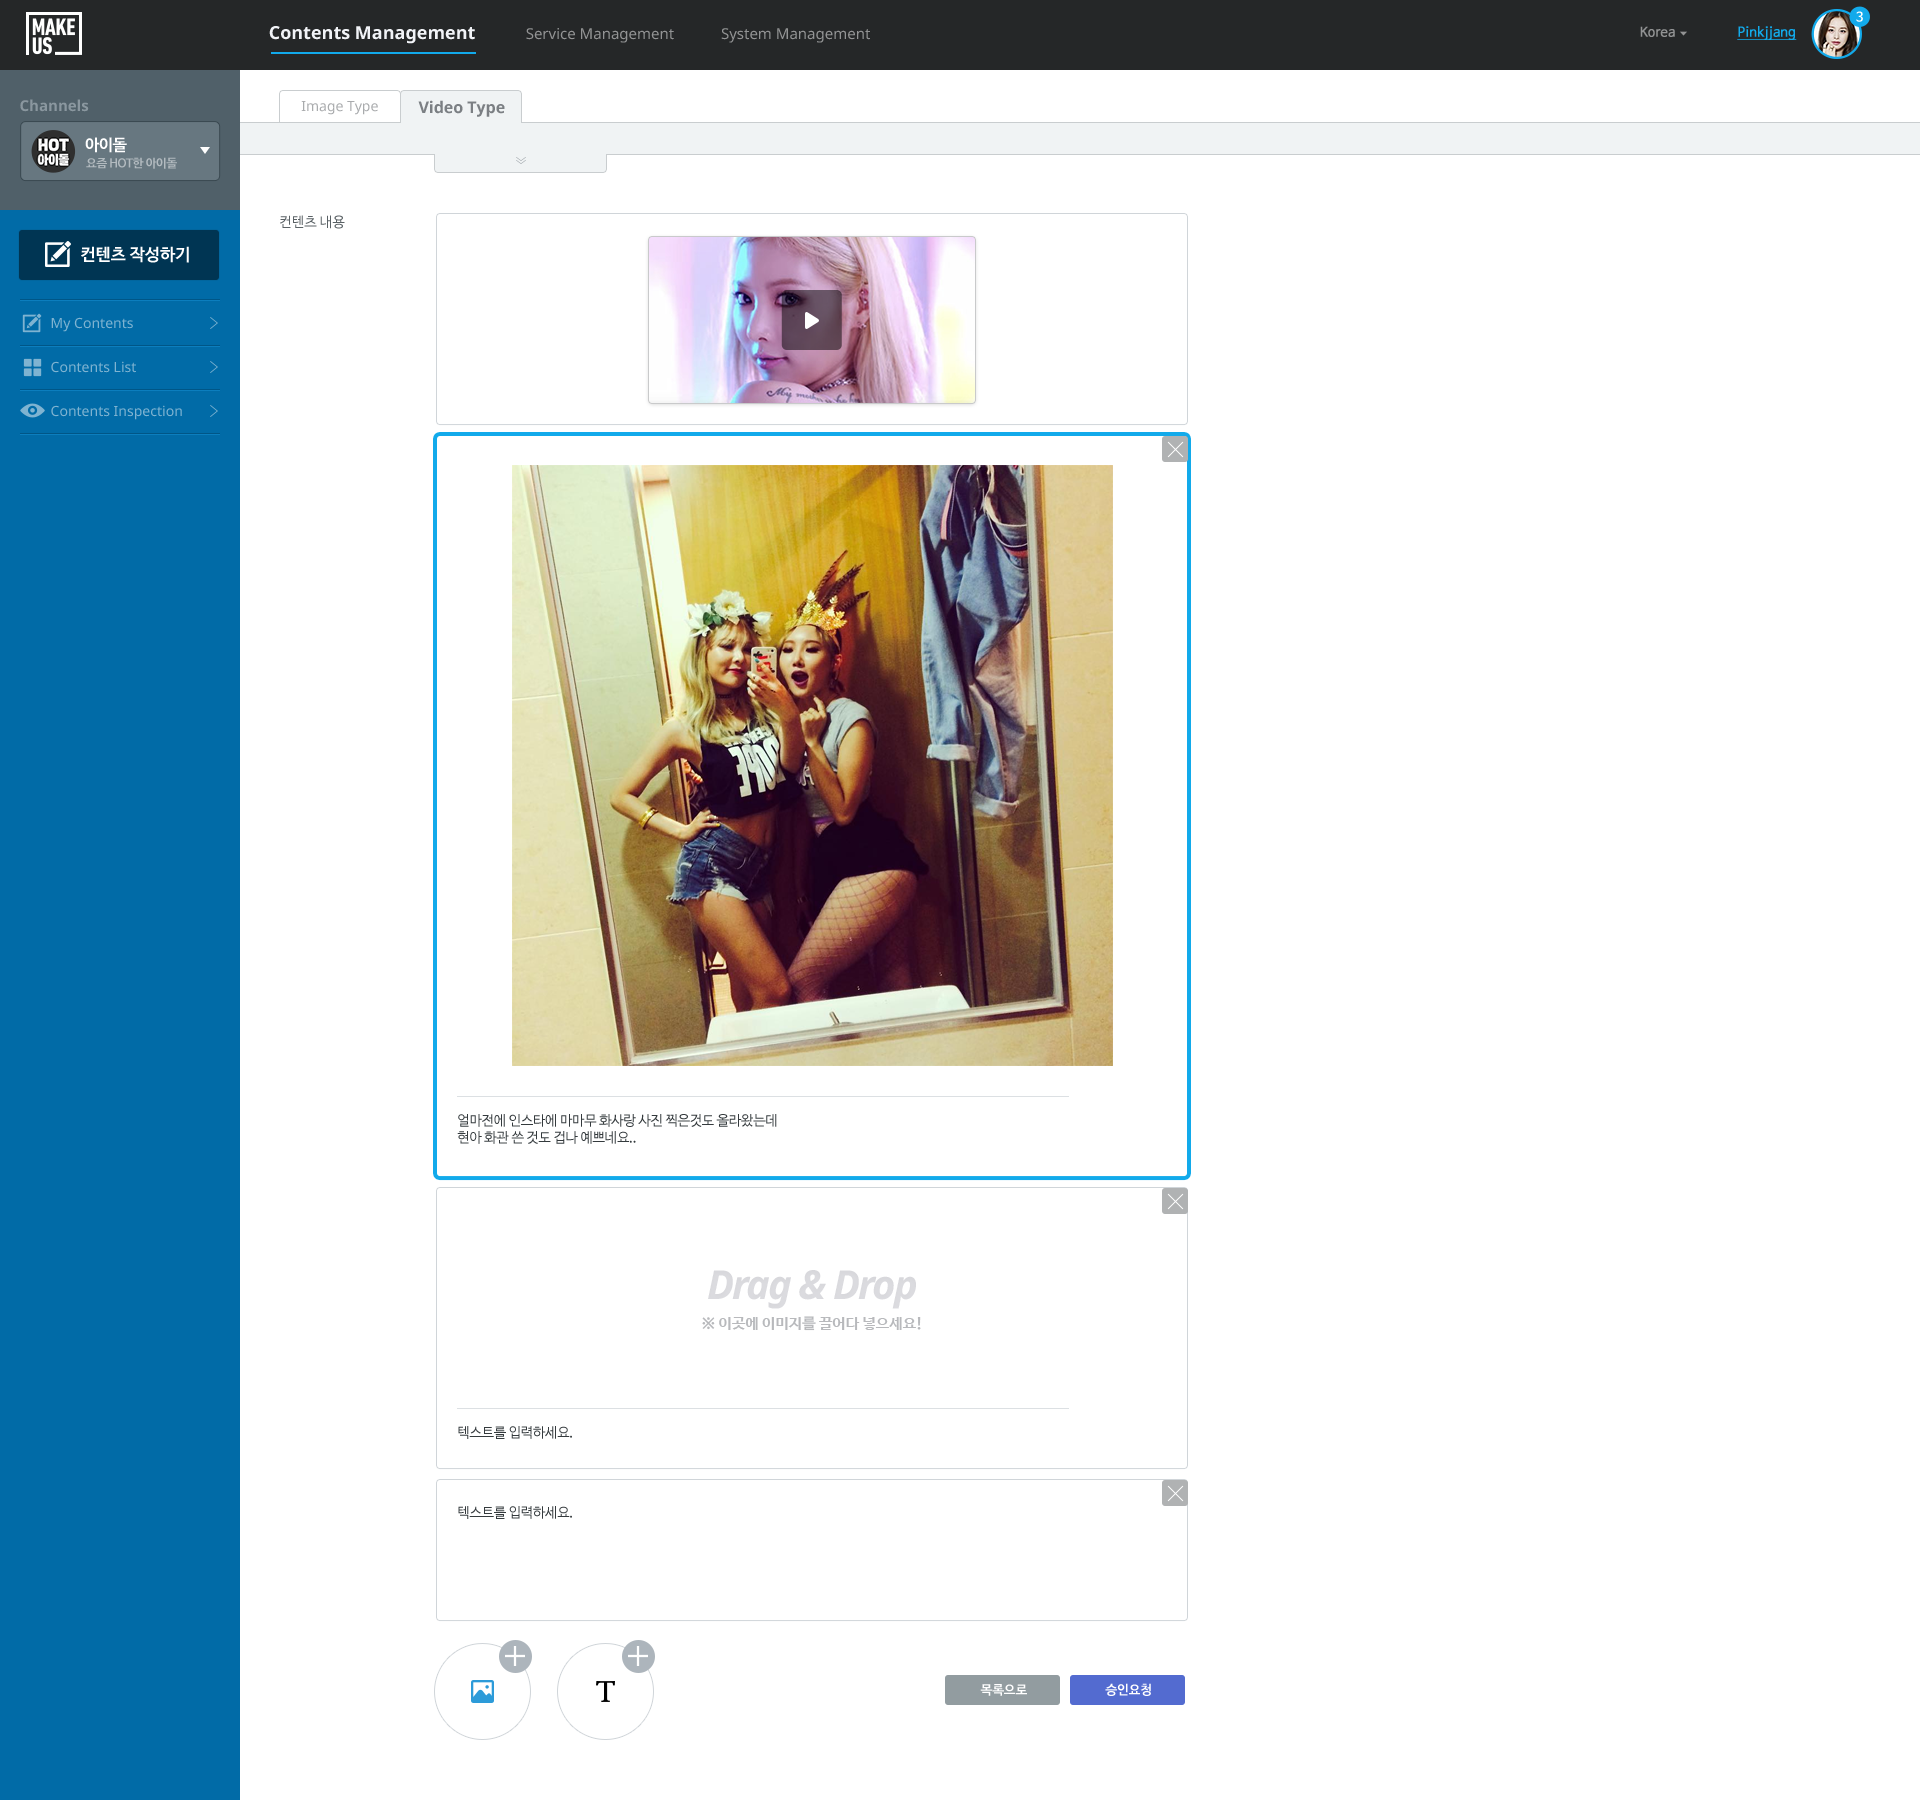 MAKE
US
Contents Management
Service Management
System Management
Korea
Pinkjjang
3
Channels
HOT
아이돌
아이돌
요즘 HOT한 아이돌
컨텐츠 작성하기
My Contents
Contents List
Contents Inspection
Image Type
Video Type
컨텐츠 내용
얼마전에 인스타에 마마무 화사랑 사진 찍은것도 올라왔는데
현아 화관 쓴 것도 겁나 예쁘네요..
Drag & Drop
※ 이곳에 이미지를 끌어다 넣으세요!
텍스트를 입력하세요.
텍스트를 입력하세요.
T
목록으로
승인요청